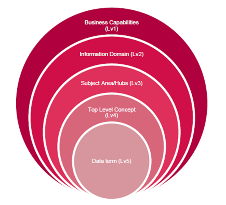 Business Capabilities
(Lv1)
Information Domain (Lv2)
Subject Area/Hubs (Lv3)
Top Level Concept
(Lv4)
Data term (Lv5)